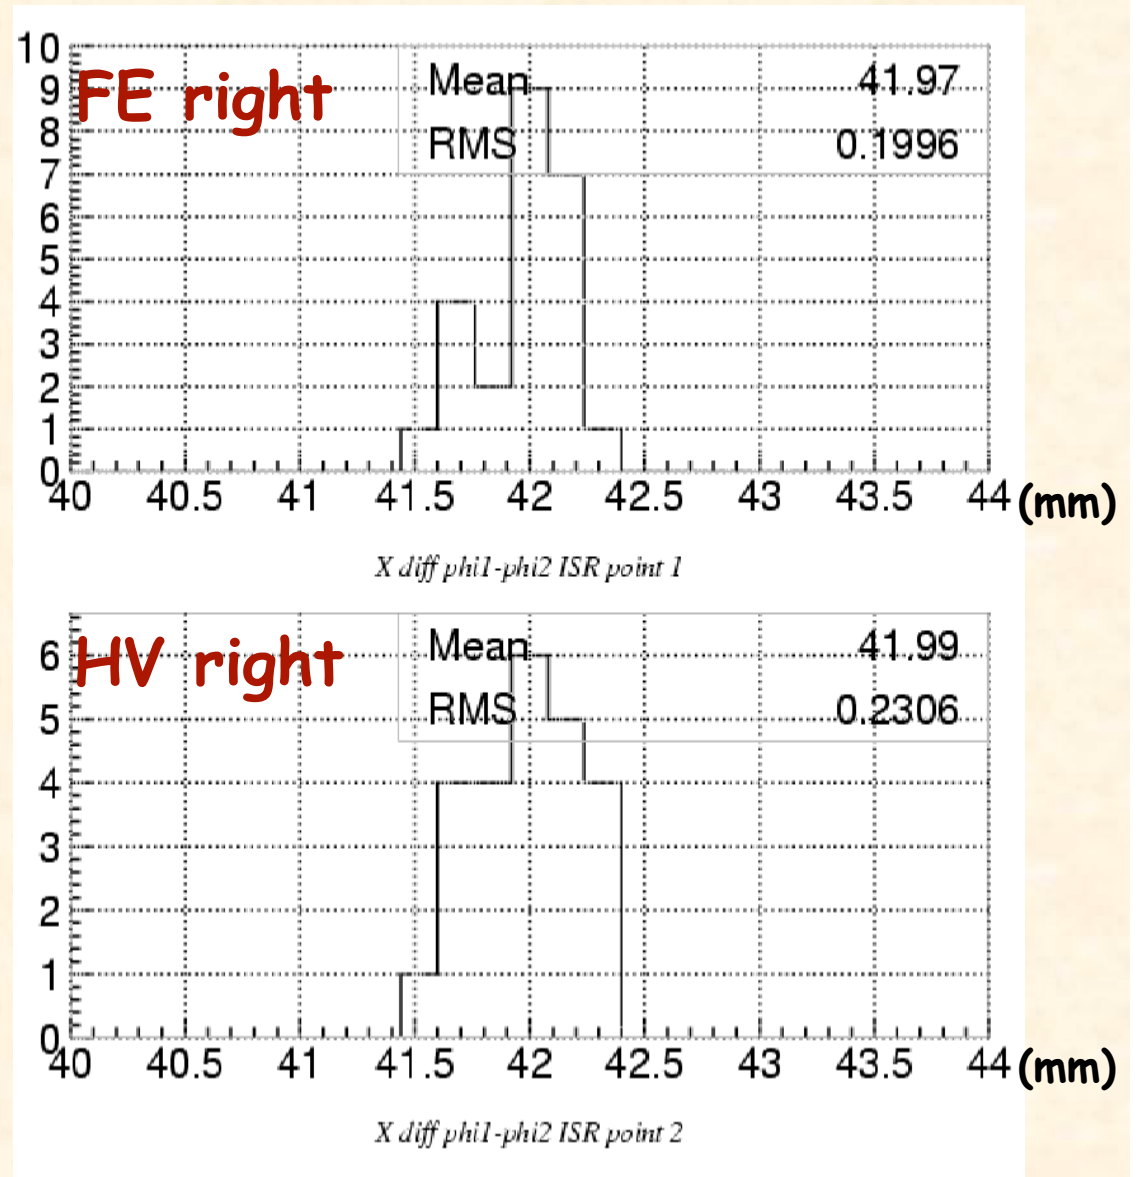 10
FE right
Mean 41.97
9
8
RMS 0.1996
7
6
5
4
3
2
1
0
40 40.5 41 41.5 42 42.5 43 43.5 44 (mm)
X diff phi1-phi2 ISR point 1
HV right
Mean 41.99
6
RMS 0.2306
5
4
3
2
1
0
40 40.5 41 41.5 42 42.5 43 43.5 44 (mm)
X diff phi1-phi2 ISR point 2